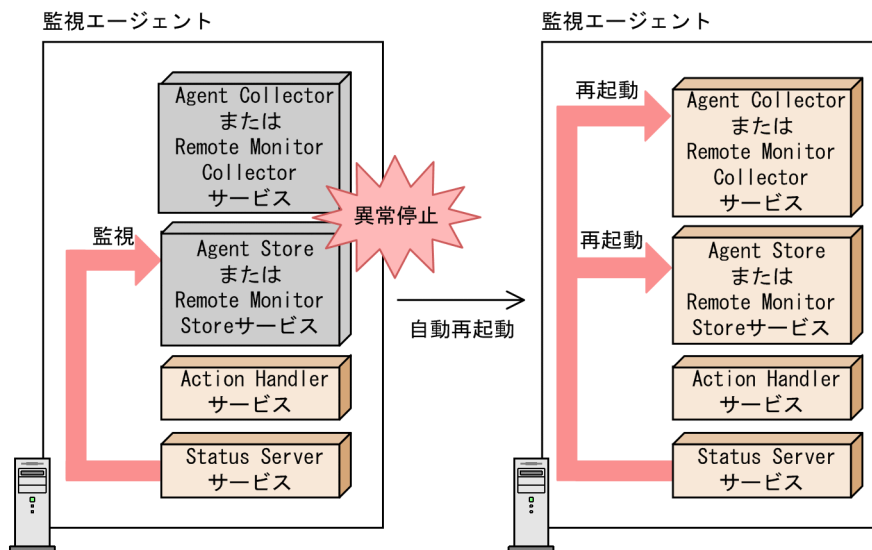 監視エージェント
Agent Collector
または
Remote Monitor
Collector
サービス
異常停止
監視
Agent Store
または
Remote Monitor
Storeサービス
Action Handler
サービス
Status Server
サービス
自動再起動
監視エージェント
再起動
Agent Collector
または
Remote Monitor
Collector
サービス
再起動
Agent Store
または
Remote Monitor
Storeサービス
Action Handler
サービス
Status Server
サービス